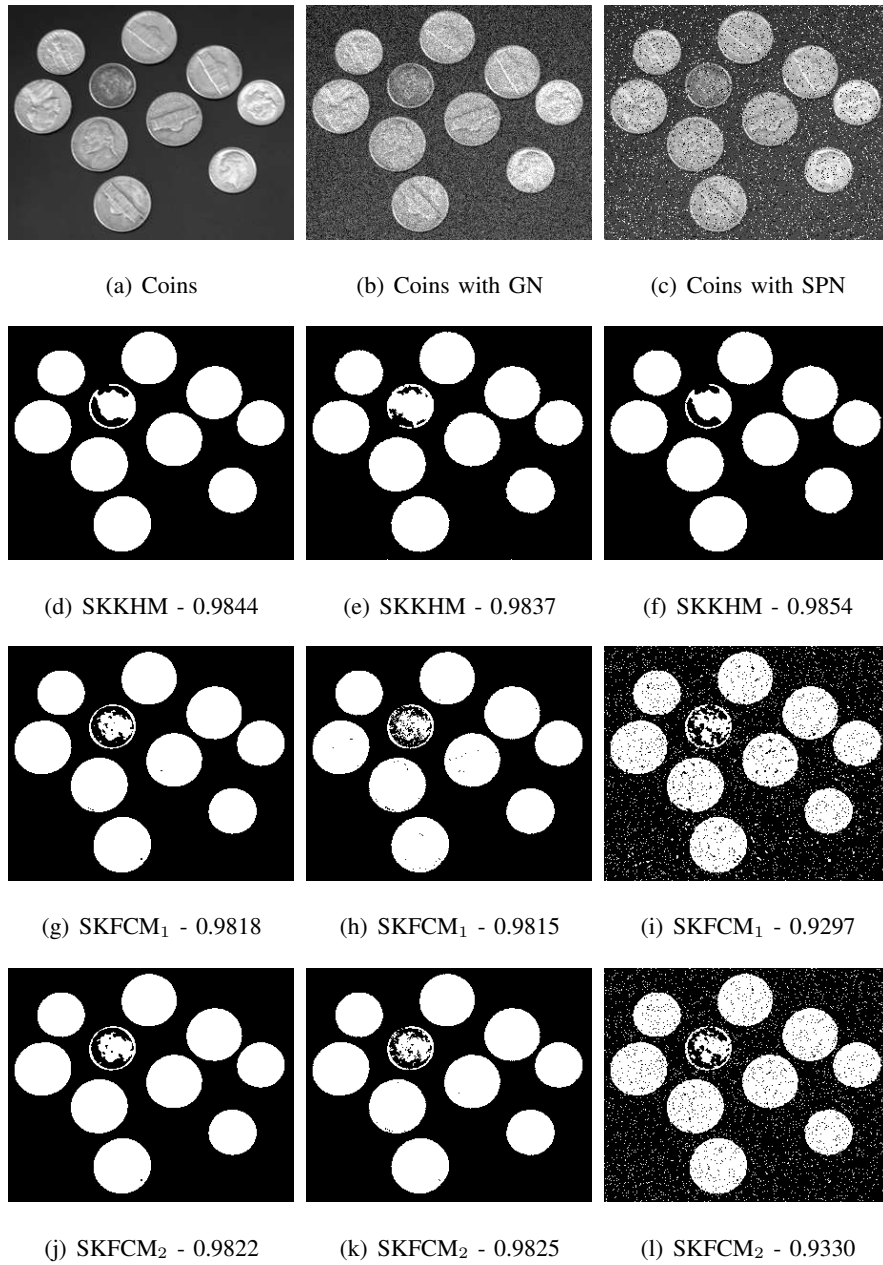 (a) Coins
(b) Coins with GN
(c) Coins with SPN
(d) SKKHM - 0.9844
(e) SKKHM - 0.9837
(f) SKKHM - 0.9854
(g) SKFCM₁ - 0.9818
(h) SKFCM₁ - 0.9815
(i) SKFCM₁ - 0.9297
(j) SKFCM₂ - 0.9822
(k) SKFCM₂ - 0.9825
(l) SKFCM₂ - 0.9330